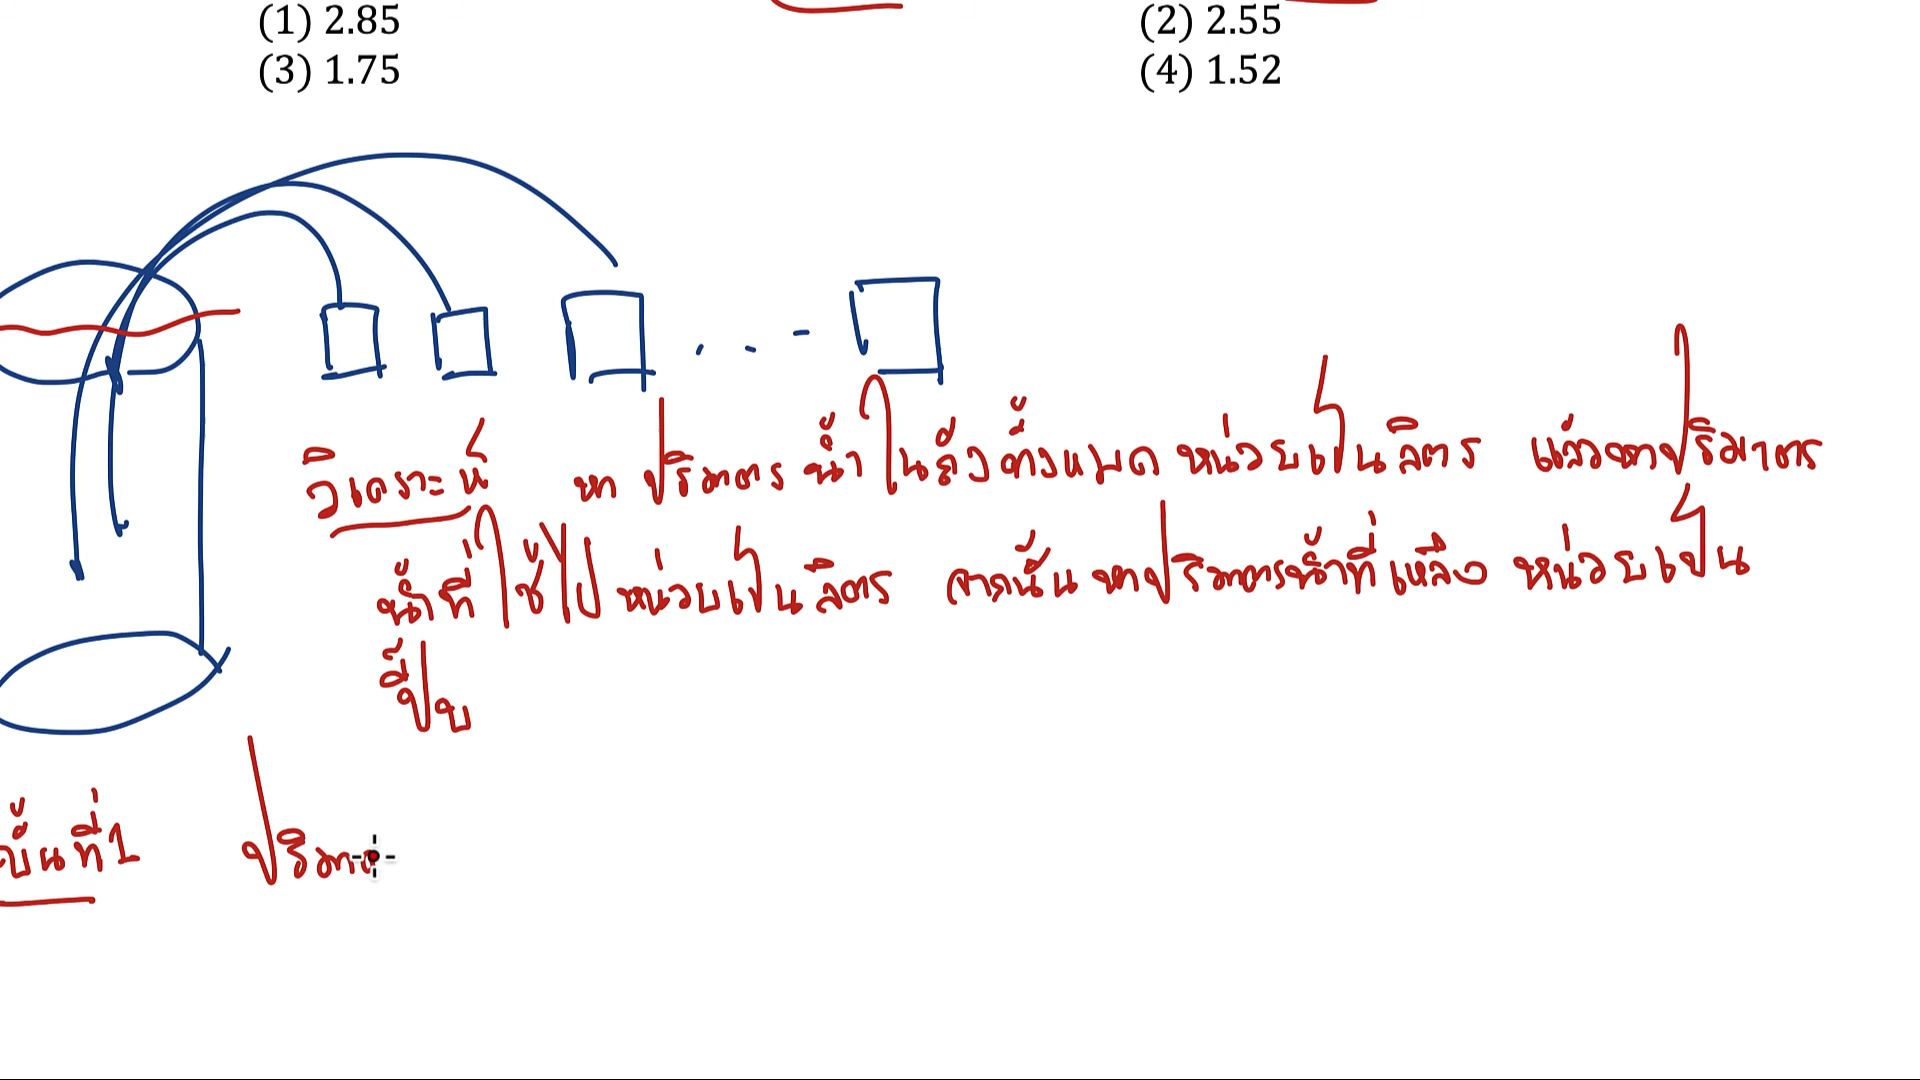 (1) 2.85 (2) 2.55
(3) 1.75 (4) 1.52
วิเคราะห์ หา ปริมาตร น้ำ ในถังทั้งหมด หน่วยเป็นลิตร แล้วหาปริมาตร
น้ำที่ใช้ไป หน่วยเป็นลิตร จากนั้น หาปริมาตรน้ำที่เหลือ หน่วยเป็น
ปี๊บ
ขั้นที่1 ปริมาต